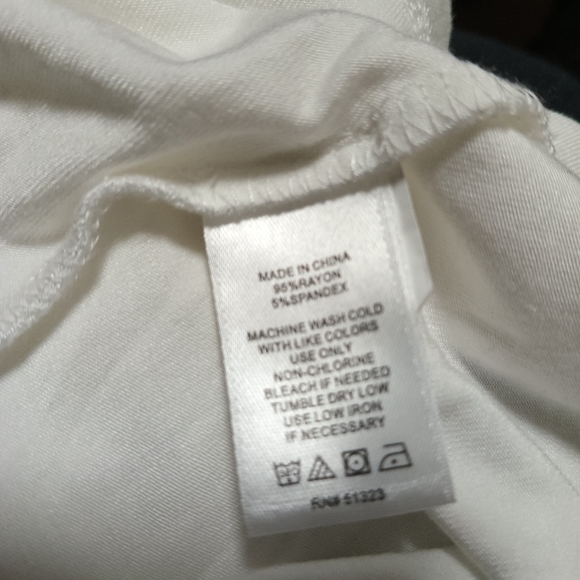 MADE IN CHINA
95%RAYON
5%SPANDEX
MACHINE WASH COLD
WITH LIKE COLORS
USE ONLY
NON-CHLORINE
BLEACH IF NEEDED
TUMBLE DRY LOW
USE LOW IRON
IF NECESSARY
RN# 51323